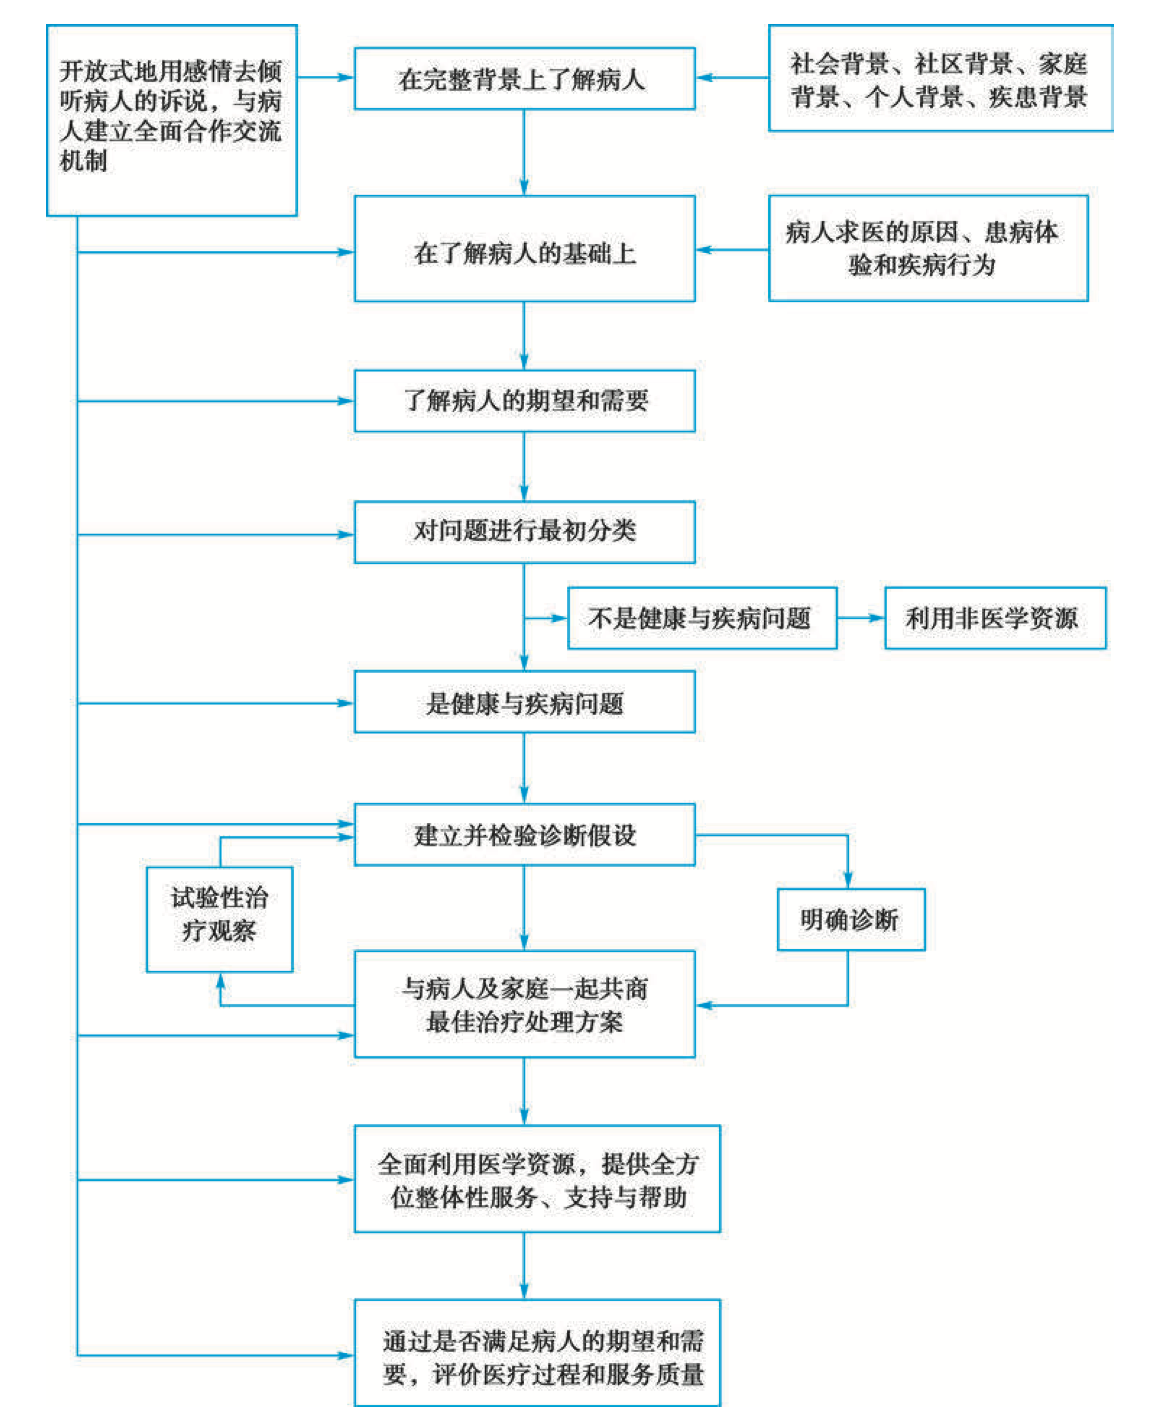 开放式地用感情去倾
听病人的诉说，与病
人建立全面合作交流
机制
在完整背景上了解病人
社会背景、社区背景、家庭
背景、个人背景、疾患背景
在了解病人的基础上
病人求医的原因、患病体
验和疾病行为
了解病人的期望和需要
对问题进行最初分类
不是健康与疾病问题
利用非医学资源
是健康与疾病问题
建立并检验诊断假设
试验性治
疗观察
明确诊断
与病人及家庭一起共商
最佳治疗处理方案
全面利用医学资源，提供全方
位整体性服务、支持与帮助
通过是否满足病人的期望和需
要，评价医疗过程和服务质量